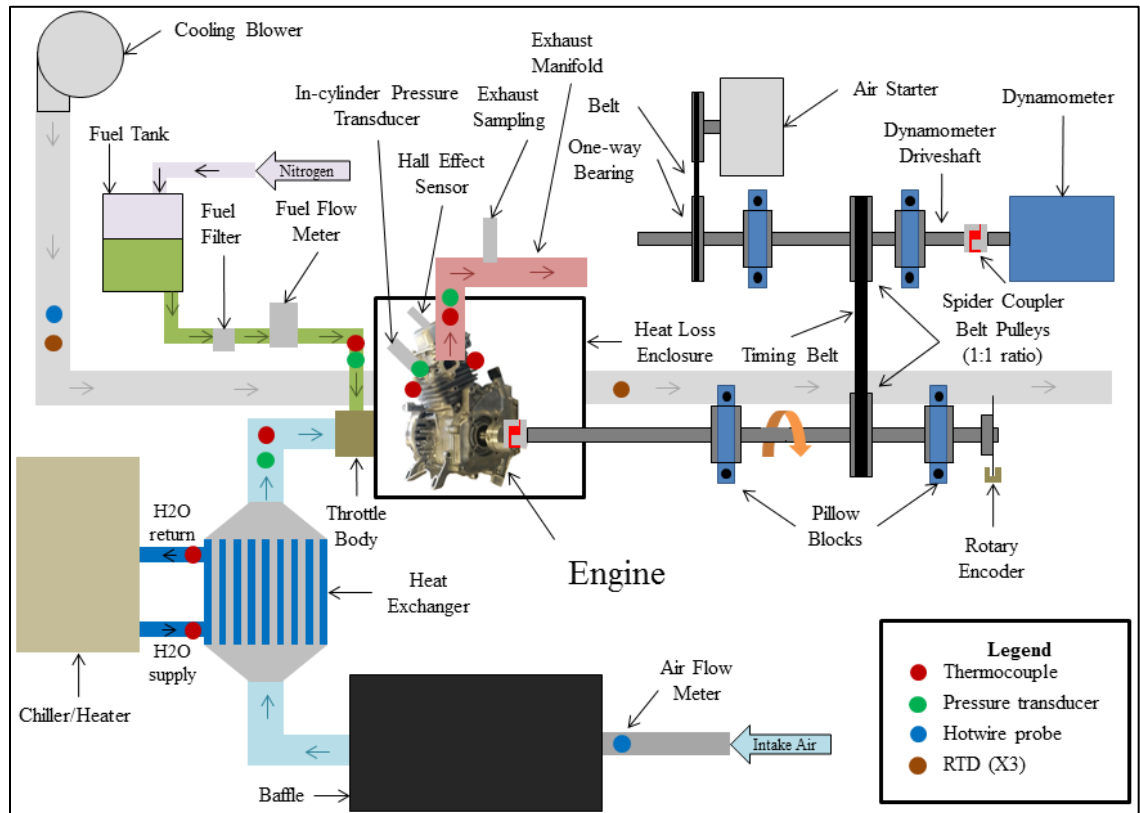 Cooling Blower
Fuel Tank
Nitrogen
Fuel
Filter
Fuel Flow
Meter
In-cylinder Pressure
Transducer
Hall Effect
Sensor
Exhaust
Sampling
Exhaust
Manifold
Belt
One-way
Bearing
Air Starter
Dynamometer
Driveshaft
Dynamometer
Spider Coupler
Belt Pulleys
(1:1 ratio)
Timing Belt
Heat Loss
Enclosure
Throttle
Body
Engine
Pillow
Blocks
Rotary
Encoder
H2O
return
H2O
supply
Chiller/Heater
Heat
Exchanger
Baffle
Air Flow
Meter
Intake Air
Legend
Thermocouple
Pressure transducer
Hotwire probe
RTD (X3)